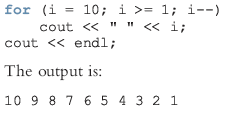 for (i = 10; i >= 1; i--)
    cout << " " << i;
cout << endl;
The output is:
10 9 8 7 6 5 4 3 2 1